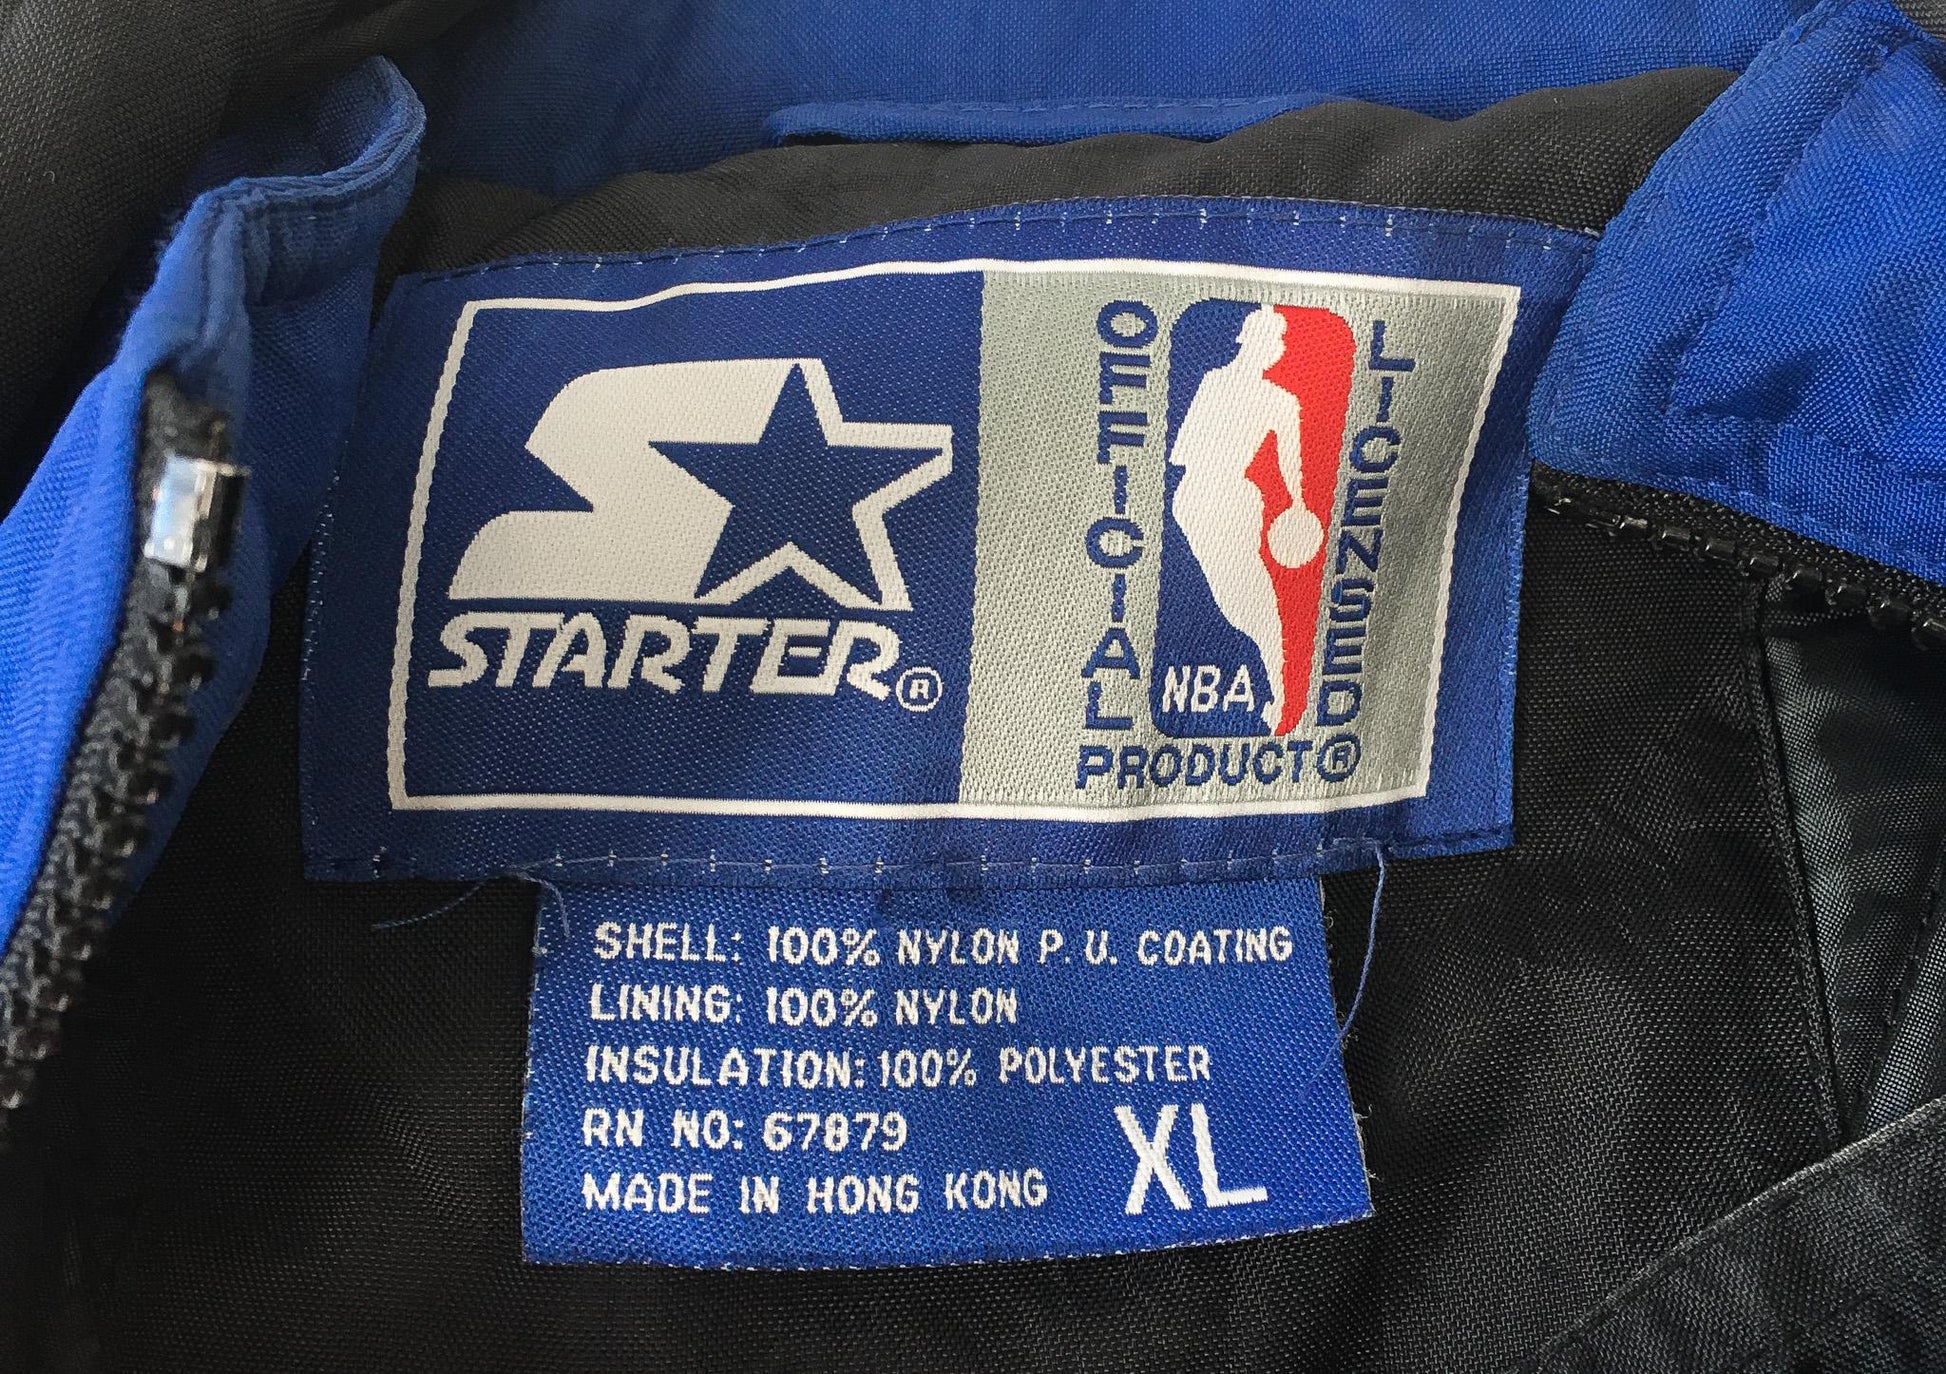 STARTER®
OFFICIAL
NBA
LICENSED
PRODUCT®
SHELL: 100% NYLON P. U. COATING
LINING: 100% NYLON
INSULATION: 100% POLYESTER
RN NO: 67879
MADE IN HONG KONG
XL